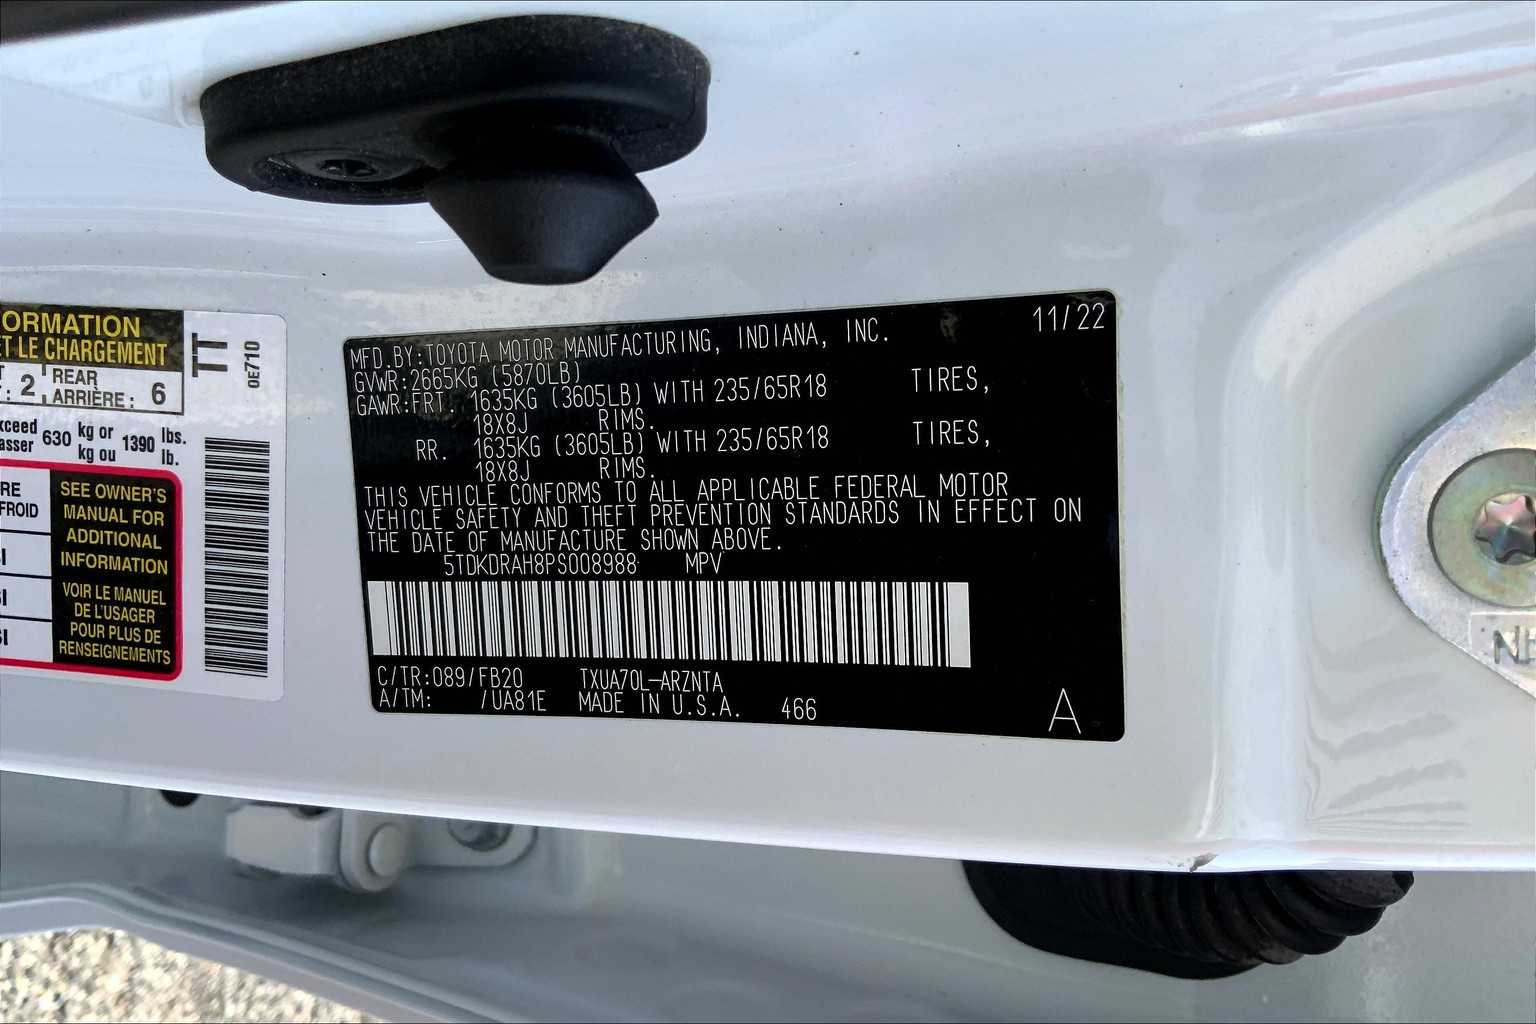 ORMATION
ET LE CHARGEMENT
2 REAR
ARRIÈRE : 6
xceed 630 kg or 1390 lbs.
asser kg ou lb.
RE
FROID
SEE OWNER'S
MANUAL FOR
ADDITIONAL
INFORMATION
VOIR LE MANUEL
DE L'USAGER
POUR PLUS DE
RENSEIGNEMENTS
TT
0E710
11/22
MFD.BY:TOYOTA MOTOR MANUFACTURING, INDIANA, INC.
GVWR:2665KG (5870LB)
GAWR:FRT. 1635KG (3605LB) WITH 235/65R18 TIRES,
18X8J RIMS.
RR. 1635KG (3605LB) WITH 235/65R18 TIRES,
18X8J RIMS.
THIS VEHICLE CONFORMS TO ALL APPLICABLE FEDERAL MOTOR
VEHICLE SAFETY AND THEFT PREVENTION STANDARDS IN EFFECT ON
THE DATE OF MANUFACTURE SHOWN ABOVE.
5TDKDRAH8PS008988 MPV
C/TR:089/FB20 TXUA70L-ARZNTA
A/TM: /UA81E MADE IN U.S.A. 466
A